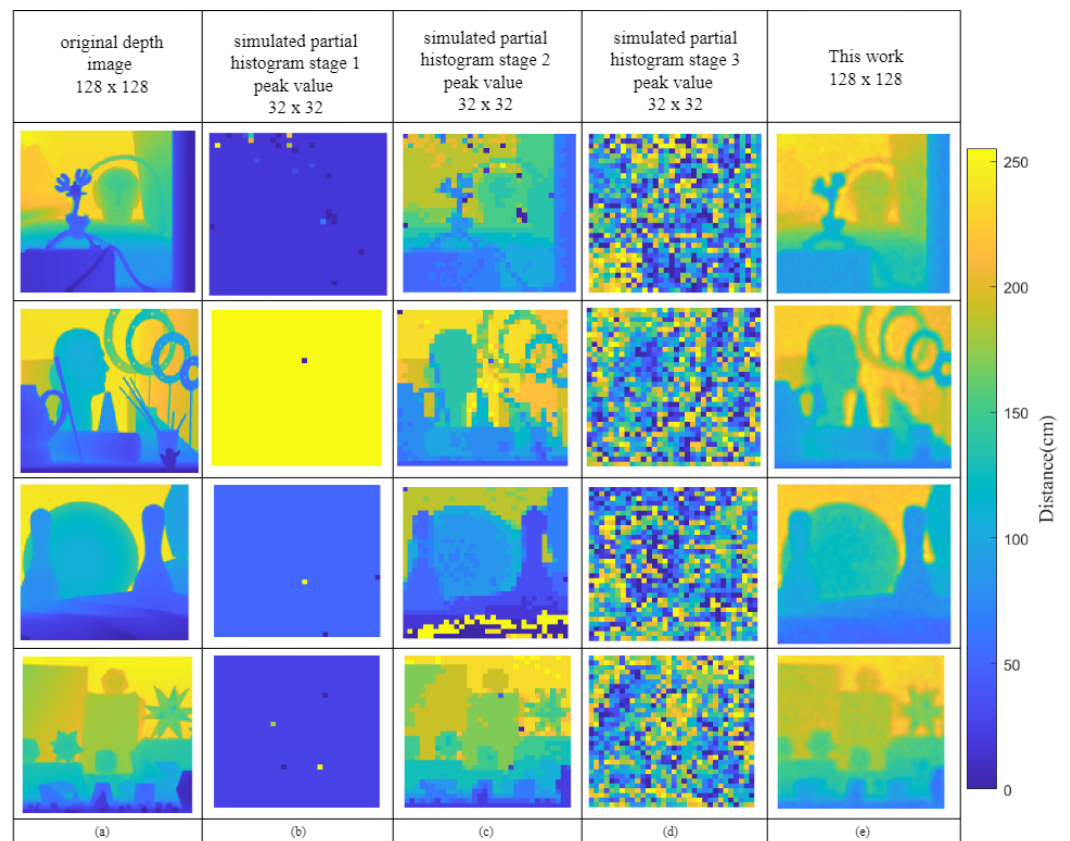 original depth
image
128 x 128
simulated partial
histogram stage 1
peak value
32 x 32
simulated partial
histogram stage 2
peak value
32 x 32
simulated partial
histogram stage 3
peak value
32 x 32
This work
128 x 128
250
200
150
100
50
0
Distance(cm)
(a)
(b)
(c)
(d)
(e)